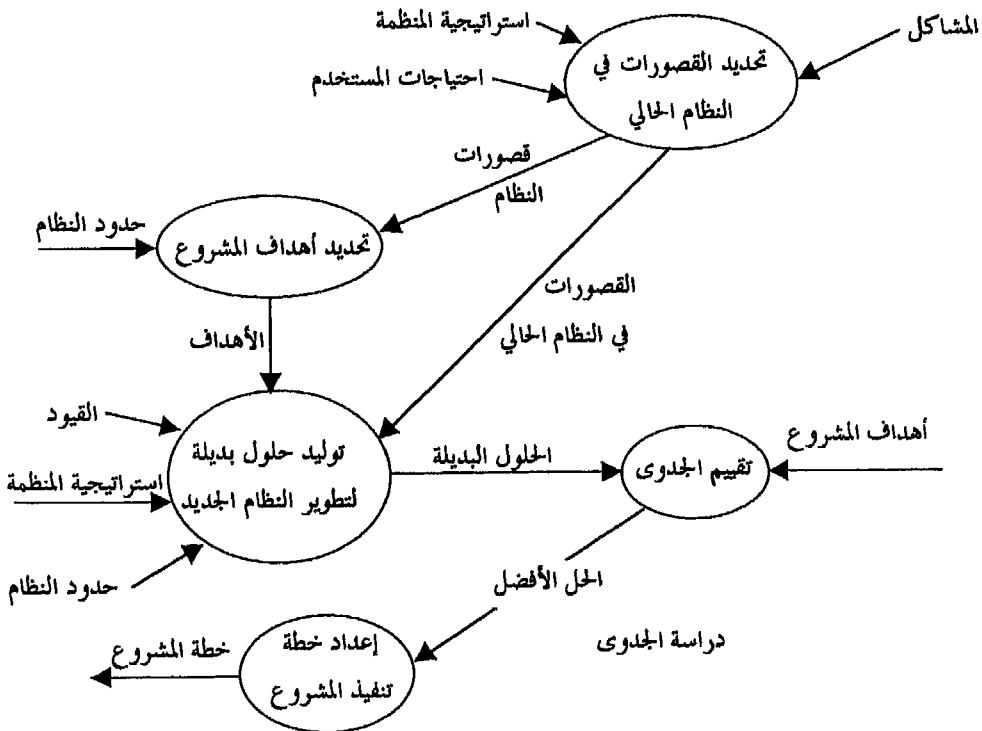 المشاكل
استراتيجية المنظمة
احتياجات المستخدم
تحديد القصورات في
النظام الحالي
قصورات
النظام
حدود النظام
تحديد أهداف المشروع
القصورات
في النظام الحالي
الأهداف
القيود
استراتيجية المنظمة
حدود النظام
توليد حلول بديلة
لتطوير النظام الجديد
الحلول البديلة
تقييم الجدوى
أهداف المشروع
الحل الأفضل
دراسة الجدوى
إعداد خطة
تنفيذ المشروع
خطة المشروع